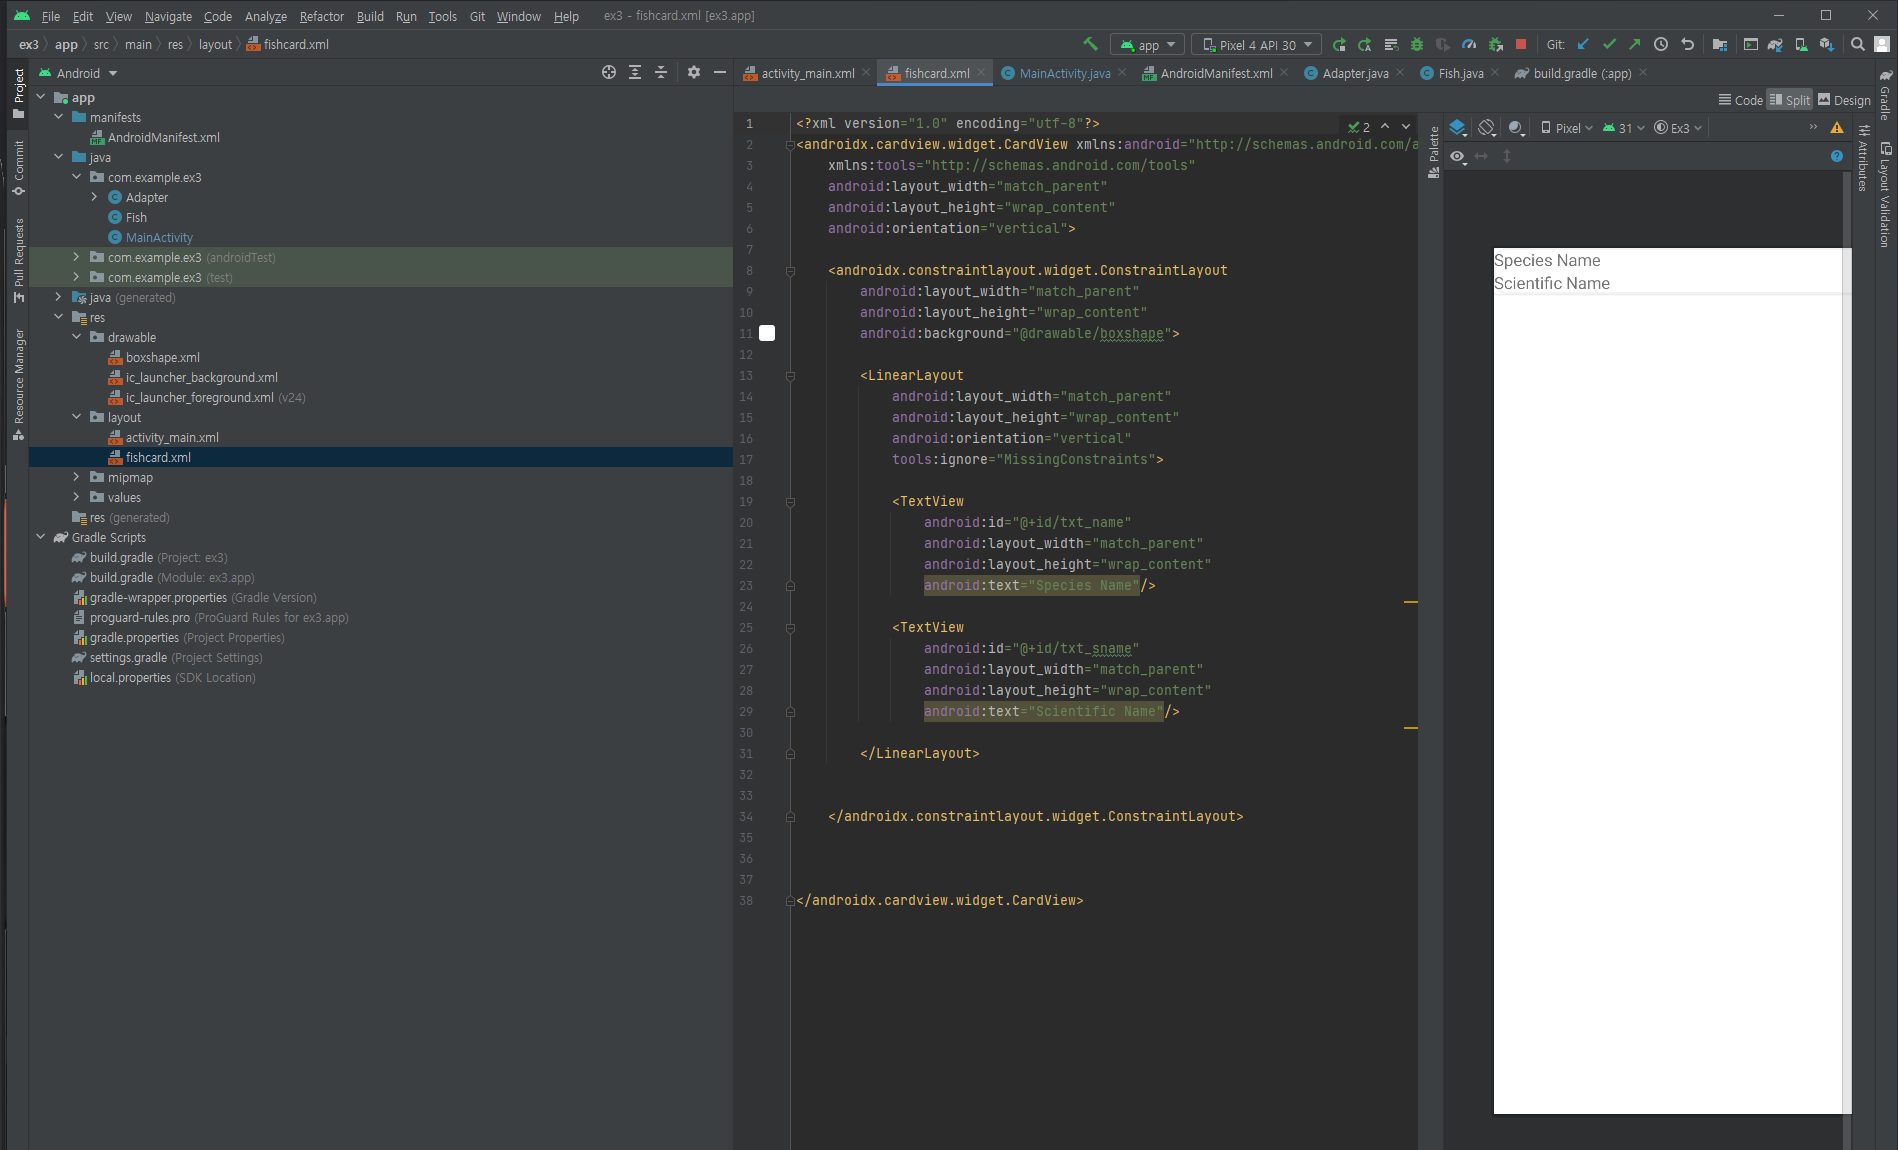 File Edit View Navigate Code Analyze Refactor Build Run Tools Git Window Help ex3 - fishcard.xml [ex3.app]
ex3 app src main res layout fishcard.xml app Pixel 4 API 30 Git:
Project
Commit
Pull Requests
Resource Manager
Android
app
manifests
AndroidManifest.xml
java
com.example.ex3
Adapter
Fish
MainActivity
com.example.ex3 (androidTest)
com.example.ex3 (test)
java (generated)
res
drawable
boxshape.xml
ic_launcher_background.xml
ic_launcher_foreground.xml (v24)
layout
activity_main.xml
fishcard.xml
mipmap
values
res (generated)
Gradle Scripts
build.gradle (Project: ex3)
build.gradle (Module: ex3.app)
gradle-wrapper.properties (Gradle Version)
proguard-rules.pro (ProGuard Rules for ex3.app)
gradle.properties (Project Properties)
settings.gradle (Project Settings)
local.properties (SDK Location)
activity_main.xml fishcard.xml MainActivity.java AndroidManifest.xml Adapter.java Fish.java build.gradle (:app)
Code Split Design
1 <?xml version="1.0" encoding="utf-8"?> 2
2 <androidx.cardview.widget.CardView xmlns:android="http://schemas.android.com/a
3 xmlns:tools="http://schemas.android.com/tools"
4 android:layout_width="match_parent"
5 android:layout_height="wrap_content"
6 android:orientation="vertical">
7
8 <androidx.constraintlayout.widget.ConstraintLayout
9 android:layout_width="match_parent"
10 android:layout_height="wrap_content"
11 android:background="@drawable/boxshape">
12
13 <LinearLayout
14 android:layout_width="match_parent"
15 android:layout_height="wrap_content"
16 android:orientation="vertical"
17 tools:ignore="MissingConstraints">
18
19 <TextView
20 android:id="@+id/txt_name"
21 android:layout_width="match_parent"
22 android:layout_height="wrap_content"
23 android:text="Species Name"/>
24
25 <TextView
26 android:id="@+id/txt_sname"
27 android:layout_width="match_parent"
28 android:layout_height="wrap_content"
29 android:text="Scientific Name"/>
30
31 </LinearLayout>
32
33
34 </androidx.constraintlayout.widget.ConstraintLayout>
35
36
37
38 </androidx.cardview.widget.CardView>
Palette
Pixel 31 Ex3
Species Name
Scientific Name
Attributes
Gradle
Layout Validation